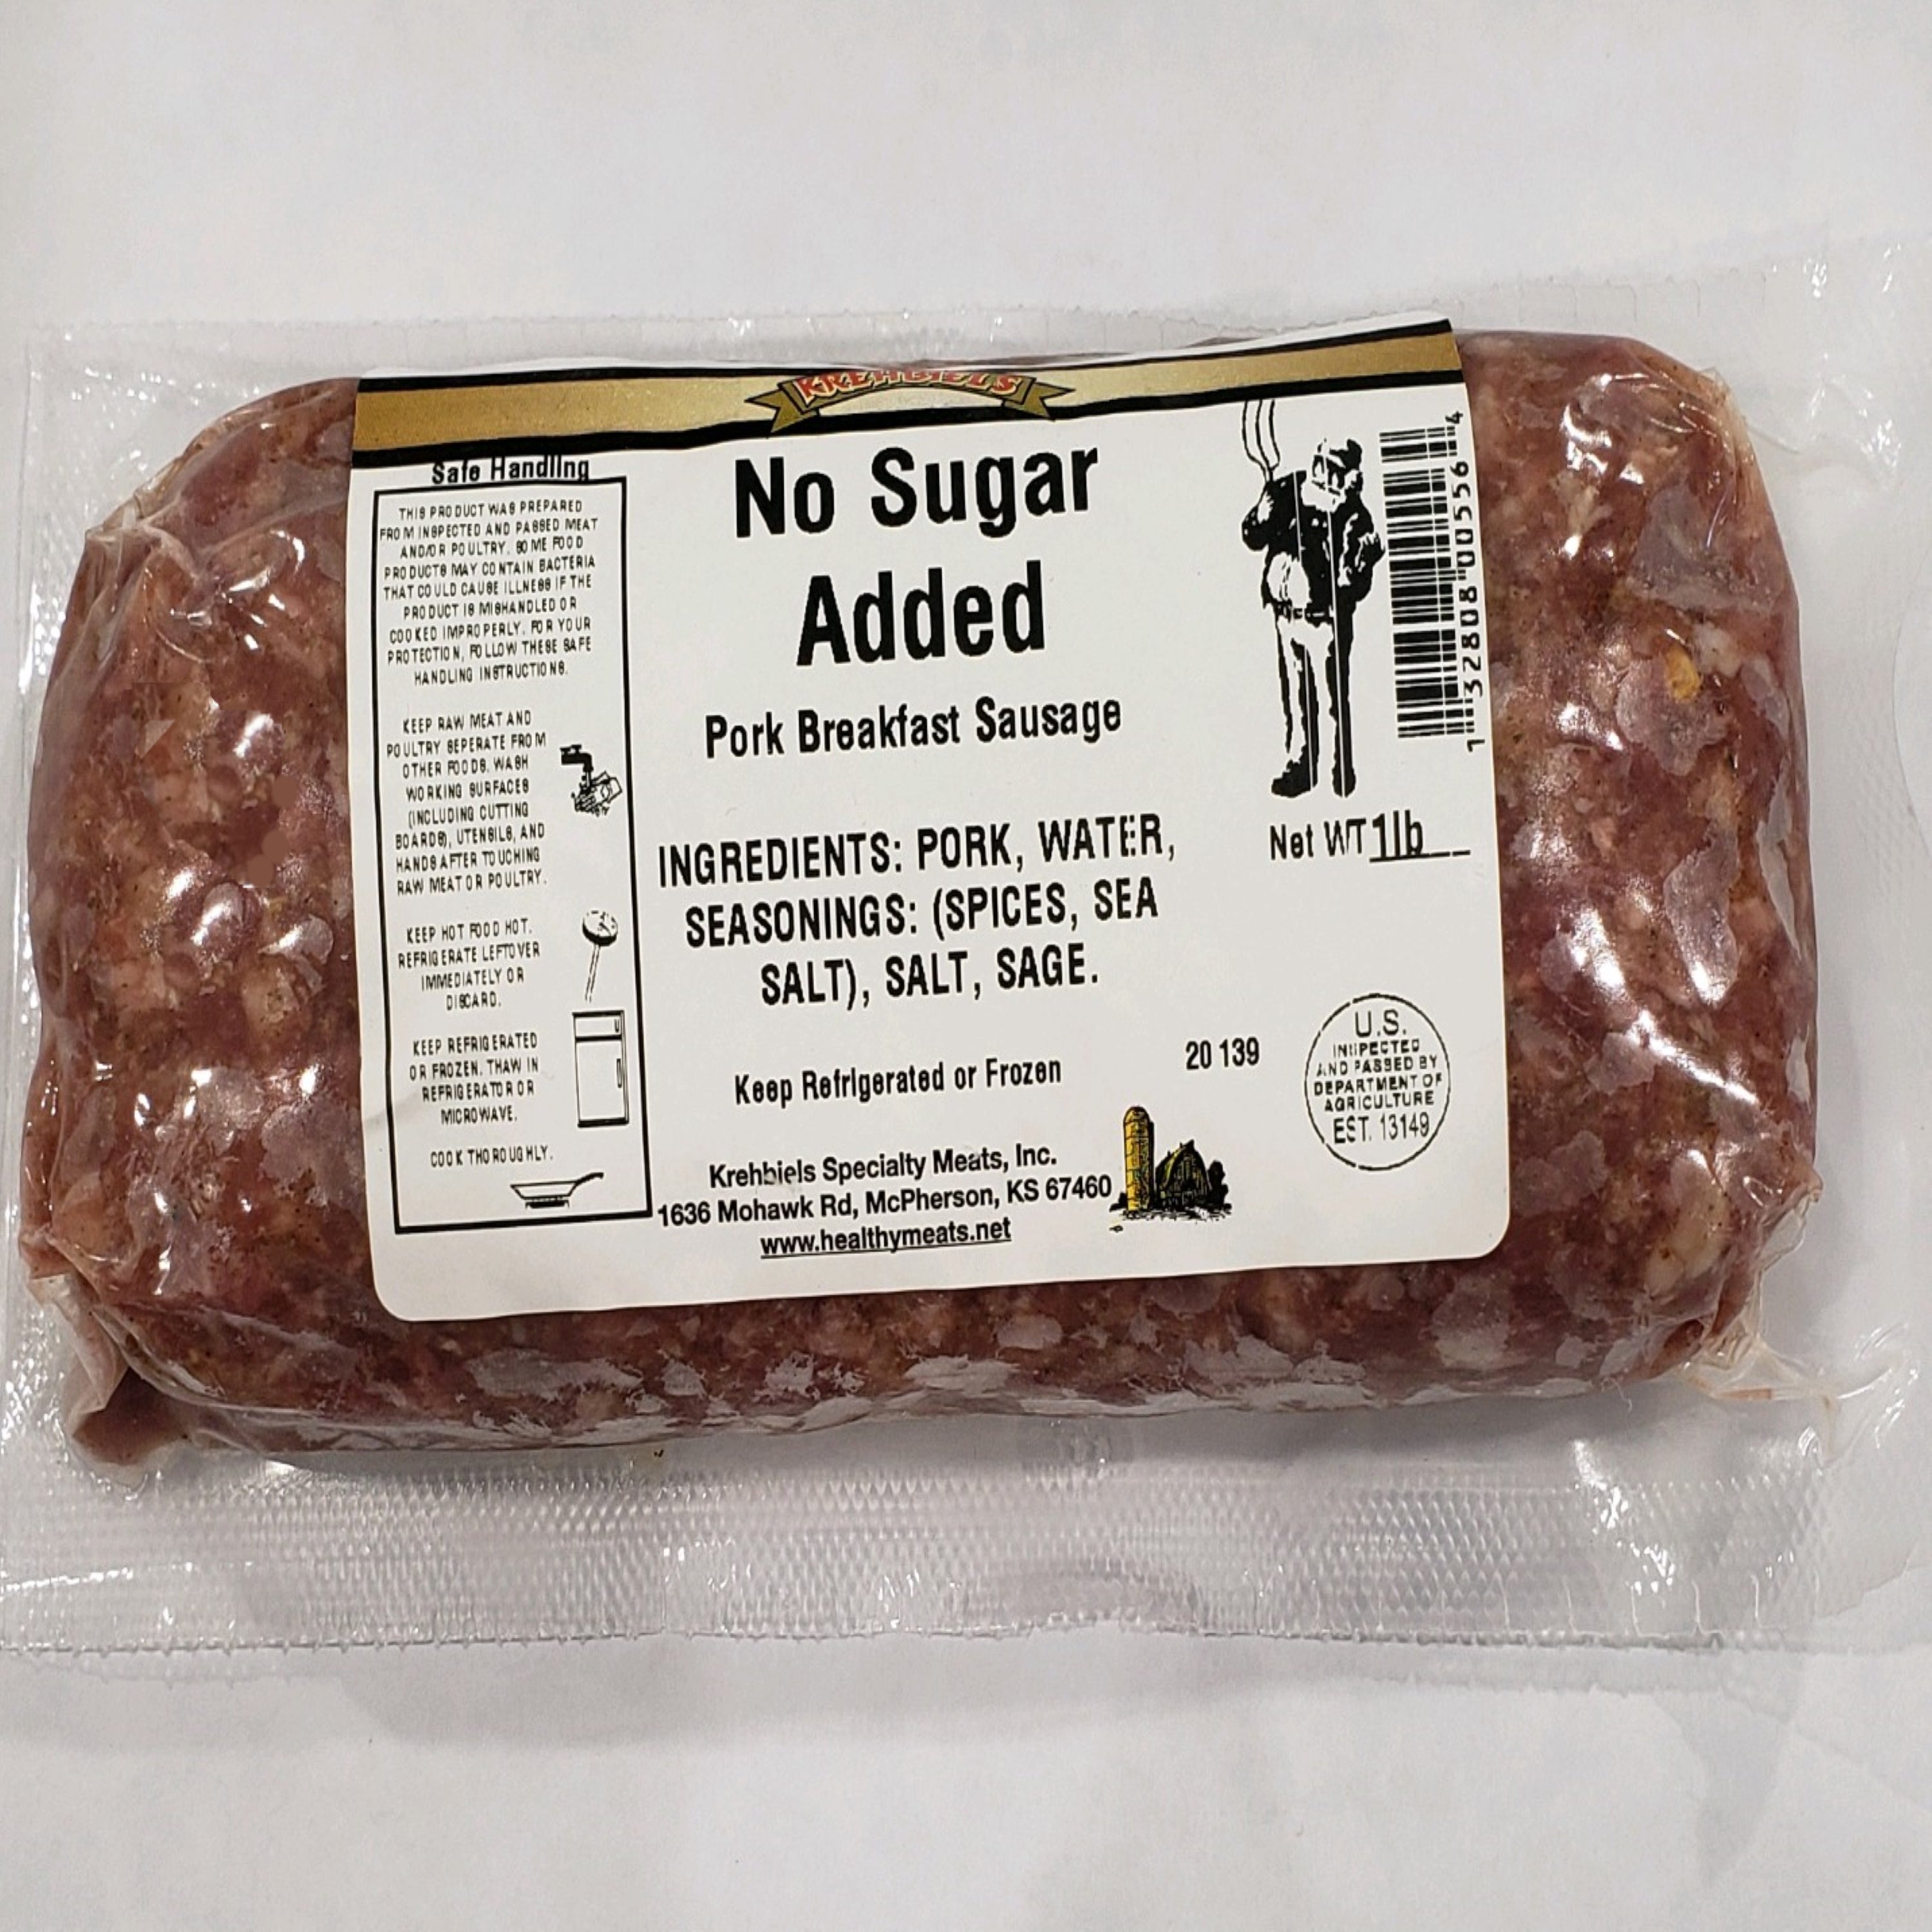 KREHBIELS
Safe Handling
THIS PRODUCT WAS PREPARED
FROM INSPECTED AND PASSED MEAT
AND/OR POULTRY. SOME FOOD
PRODUCTS MAY CONTAIN BACTERIA
THAT COULD CAUSE ILLNESS IF THE
PRODUCT IS MISHANDLED OR
COOKED IMPROPERLY. FOR YOUR
PROTECTION, FOLLOW THESE SAFE
HANDLING INSTRUCTIONS.
KEEP RAW MEAT AND
POULTRY SEPERATE FROM
OTHER FOODS. WASH
WORKING SURFACES
(INCLUDING CUTTING
BOARDS), UTENSILS, AND
HANDS AFTER TOUCHING
RAW MEAT OR POULTRY.
KEEP HOT FOOD HOT.
REFRIGERATE LEFTOVER
IMMEDIATELY OR
DISCARD.
KEEP REFRIGERATED
OR FROZEN. THAW IN
REFRIGERATOR OR
MICROWAVE.
COOK THOROUGHLY.
No Sugar
Added
Pork Breakfast Sausage
INGREDIENTS: PORK, WATER,
SEASONINGS: (SPICES, SEA
SALT), SALT, SAGE.
Keep Refrigerated or Frozen
20 139
Krehbiels Specialty Meats, Inc.
1636 Mohawk Rd, McPherson, KS 67460
www.healthymeats.net
7 32808 00556 4
Net WT 1lb
U.S.
INSPECTED
AND PASSED BY
DEPARTMENT OF
AGRICULTURE
EST. 13149